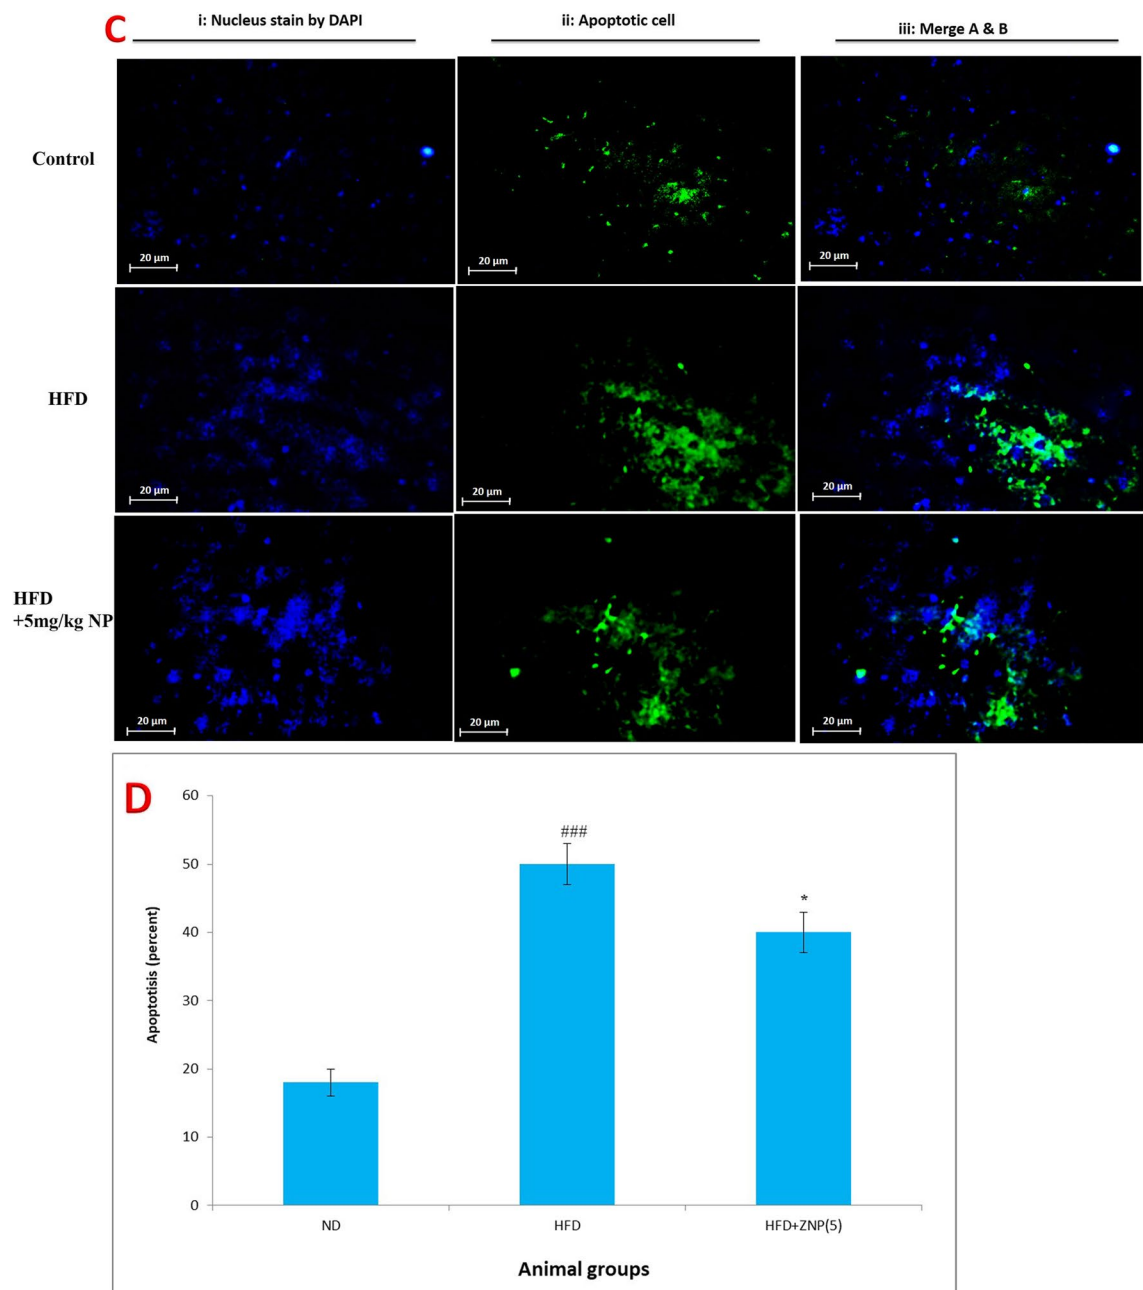 C
i: Nucleus stain by DAPI
ii: Apoptotic cell
iii: Merge A & B
Control
20 µm
20 µm
20 µm
HFD
20 µm
20 µm
20 µm
HFD
+5mg/kg NP
20 µm
20 µm
20 µm
D
60
50
40
30
20
10
0
Apoptotisis (percent)
###
*
ND
HFD
HFD+ZNP(5)
Animal groups